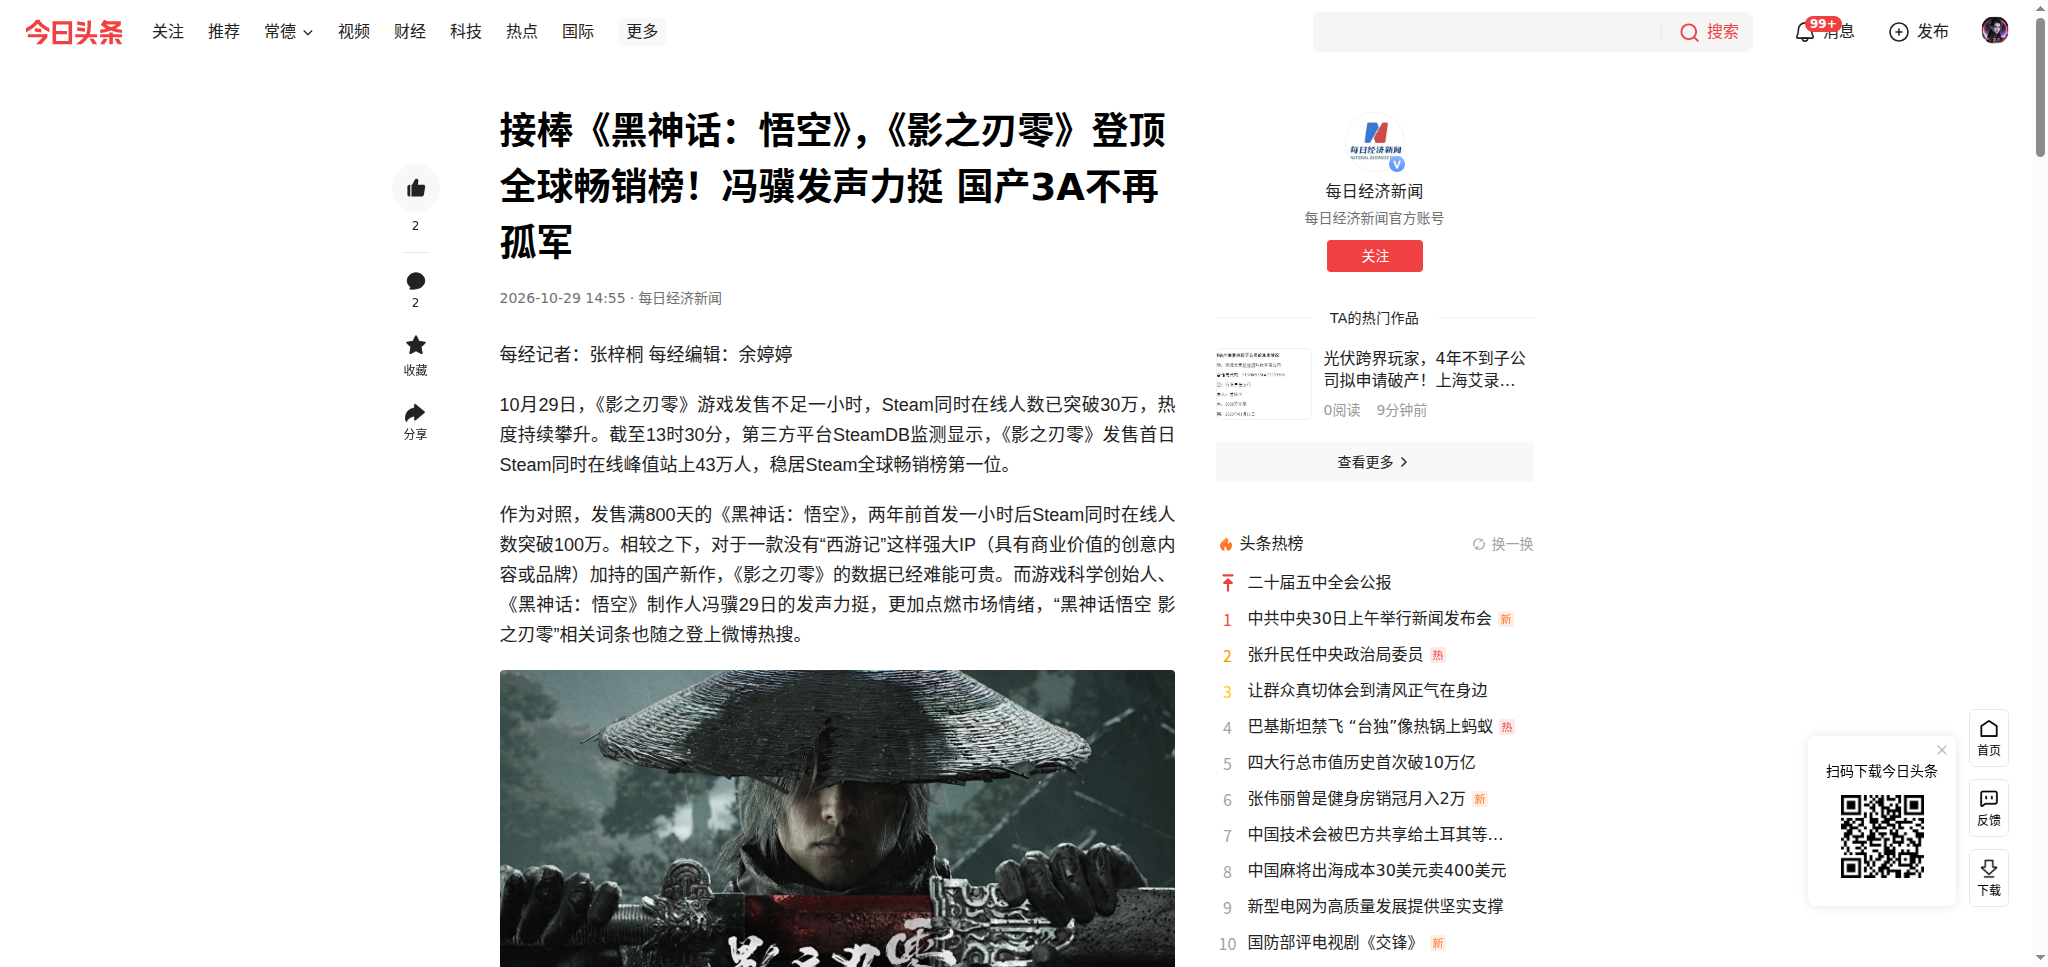 今日头条
关注
推荐
常德
视频
财经
科技
热点
国际
更多
搜索
99+
消息
发布
接棒《黑神话：悟空》，《影之刃零》登顶
全球畅销榜！冯骥发声力挺 国产3A不再
孤军
2026-10-29 14:55 · 每日经济新闻
2
2
收藏
分享
每经记者：张梓桐 每经编辑：余婷婷
10月29日，《影之刃零》游戏发售不足一小时，Steam同时在线人数已突破30万，热
度持续攀升。截至13时30分，第三方平台SteamDB监测显示，《影之刃零》发售首日
Steam同时在线峰值站上43万人，稳居Steam全球畅销榜第一位。
作为对照，发售满800天的《黑神话：悟空》，两年前首发一小时后Steam同时在线人
数突破100万。相较之下，对于一款没有“西游记”这样强大IP（具有商业价值的创意内
容或品牌）加持的国产新作，《影之刃零》的数据已经难能可贵。而游戏科学创始人、
《黑神话：悟空》制作人冯骥29日的发声力挺，更加点燃市场情绪，“黑神话悟空 影
之刃零”相关词条也随之登上微博热搜。
影之刃零
每日经济新闻
每日经济新闻
每日经济新闻官方账号
关注
TA的热门作品
光伏跨界玩家，4年不到子公
司拟申请破产！上海艾录...
0阅读 9分钟前
查看更多
头条热榜
换一换
二十届五中全会公报
1 中共中央30日上午举行新闻发布会 新
2 张升民任中央政治局委员 热
3 让群众真切体会到清风正气在身边
4 巴基斯坦禁飞 “台独”像热锅上蚂蚁 热
5 四大行总市值历史首次破10万亿
6 张伟丽曾是健身房销冠月入2万 新
7 中国技术会被巴方共享给土耳其等...
8 中国麻将出海成本30美元卖400美元
9 新型电网为高质量发展提供坚实支撑
10 国防部评电视剧《交锋》 新
扫码下载今日头条
首页
反馈
下载